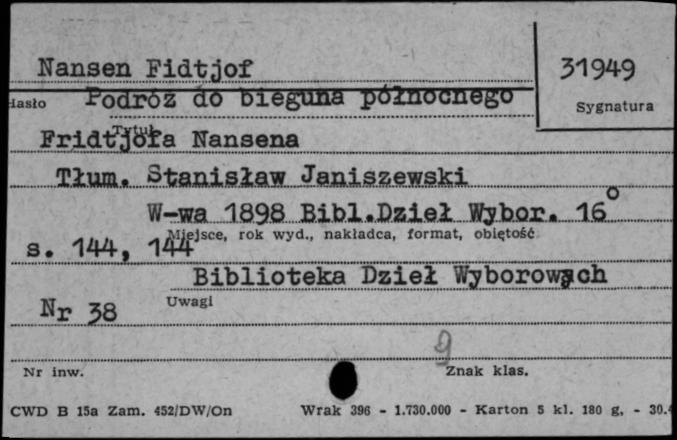 Nansen Fidtjof
31949
Hasło Podróż do bieguna północnego
Sygnatura
Tytuł
Fridtjofa Nansena
Tłum. Stanisław Janiszewski
W-wa 1898 Bibl.Dzieł Wybor. 16°
Miejsce, rok wyd., nakładca, format, objętość
s. 144, 144
Biblioteka Dzieł Wyborowych
Uwagi
Nr 38
9
Nr inw. Znak klas.
CWD B 15a Zam. 452/DW/On Wrak 396 - 1.730.000 - Karton 5 kl. 180 g, - 30.4